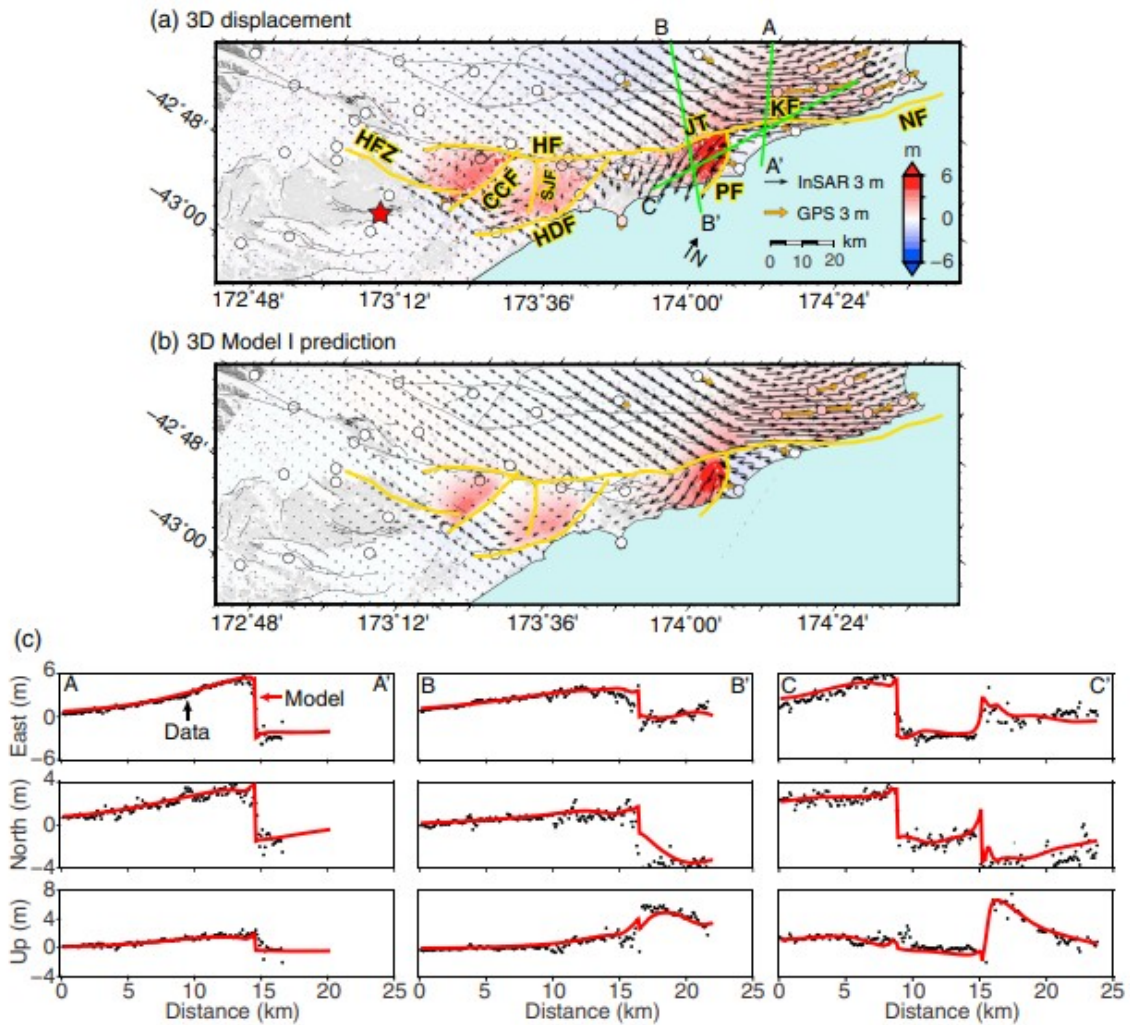 (a) 3D displacement
B
A
C
−42°48'
−43°00'
HFZ
HF
CCF
SJF
HDF
JT
KF
NF
PF
A'
C'
B'
N
m
6
0
−6
InSAR 3 m
GPS 3 m
km
0 10 20
172°48' 173°12' 173°36' 174°00' 174°24'
(b) 3D Model I prediction
−42°48'
−43°00'
172°48' 173°12' 173°36' 174°00' 174°24'
(c)
East (m)
6
0
−6
A A'
Model
Data
B B'
C C'
North (m)
4
0
−4
Up (m)
8
4
0
−4
0 5 10 15 20 25
0 5 10 15 20 25
0 5 10 15 20 25
Distance (km) Distance (km) Distance (km)